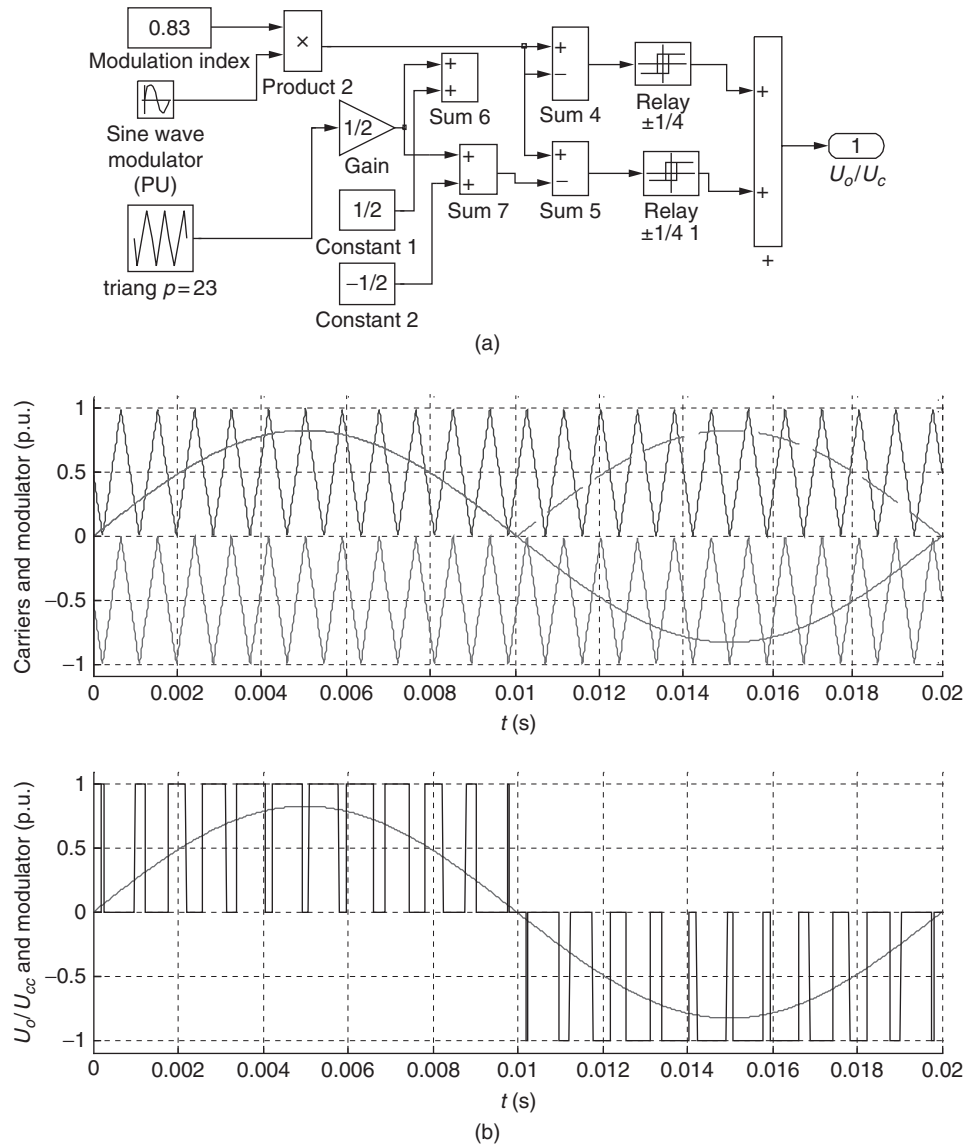 0.83
Modulation index
×
Product 2
Sine wave
modulator
(PU)
1/2
Gain
+
+
Sum 6
+
−
Sum 4
Relay
±1/4
+
+
Sum 7
+
−
Sum 5
Relay
±1/4 1
+
+
+
1
Uo/Uc
triang p=23
1/2
Constant 1
−1/2
Constant 2
(a)
Carriers and modulator (p.u.)
1
0.5
0
−0.5
−1
0 0.002 0.004 0.006 0.008 0.01 0.012 0.014 0.016 0.018 0.02
t (s)
Uo/Ucc and modulator (p.u.)
1
0.5
0
−0.5
−1
0 0.002 0.004 0.006 0.008 0.01 0.012 0.014 0.016 0.018 0.02
t (s)
(b)